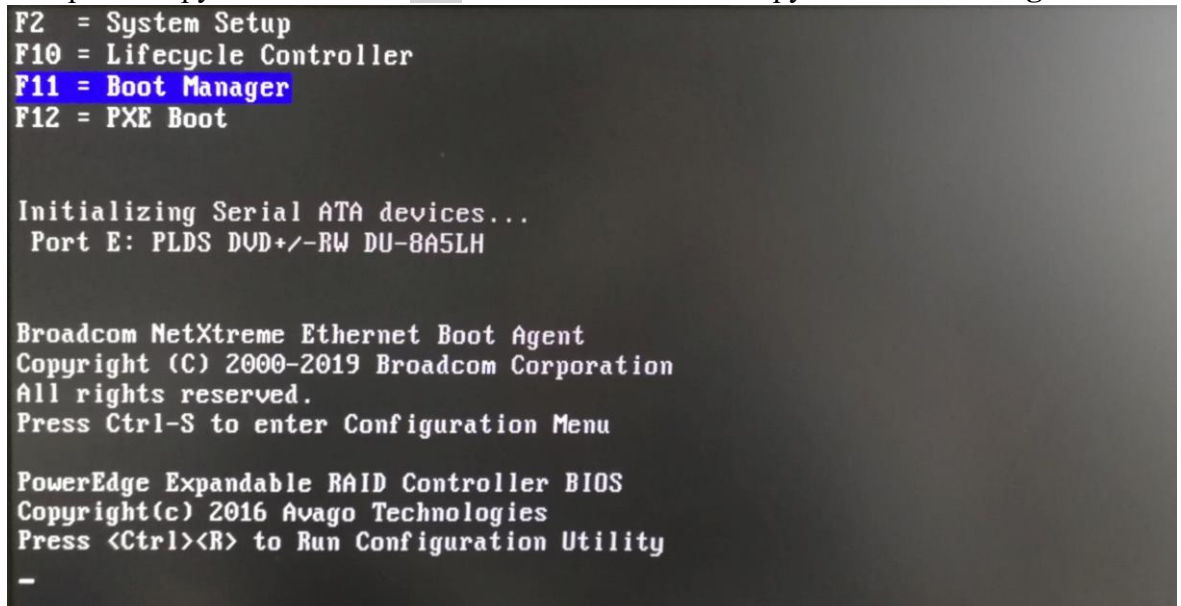 F2 = System Setup
F10 = Lifecycle Controller
F11 = Boot Manager
F12 = PXE Boot
Initializing Serial ATA devices...
Port E: PLDS DVD+/-RW DU-8A5LH
Broadcom NetXtreme Ethernet Boot Agent
Copyright (C) 2000-2019 Broadcom Corporation
All rights reserved.
Press Ctrl-S to enter Configuration Menu
PowerEdge Expandable RAID Controller BIOS
Copyright(c) 2016 Avago Technologies
Press <Ctrl><R> to Run Configuration Utility